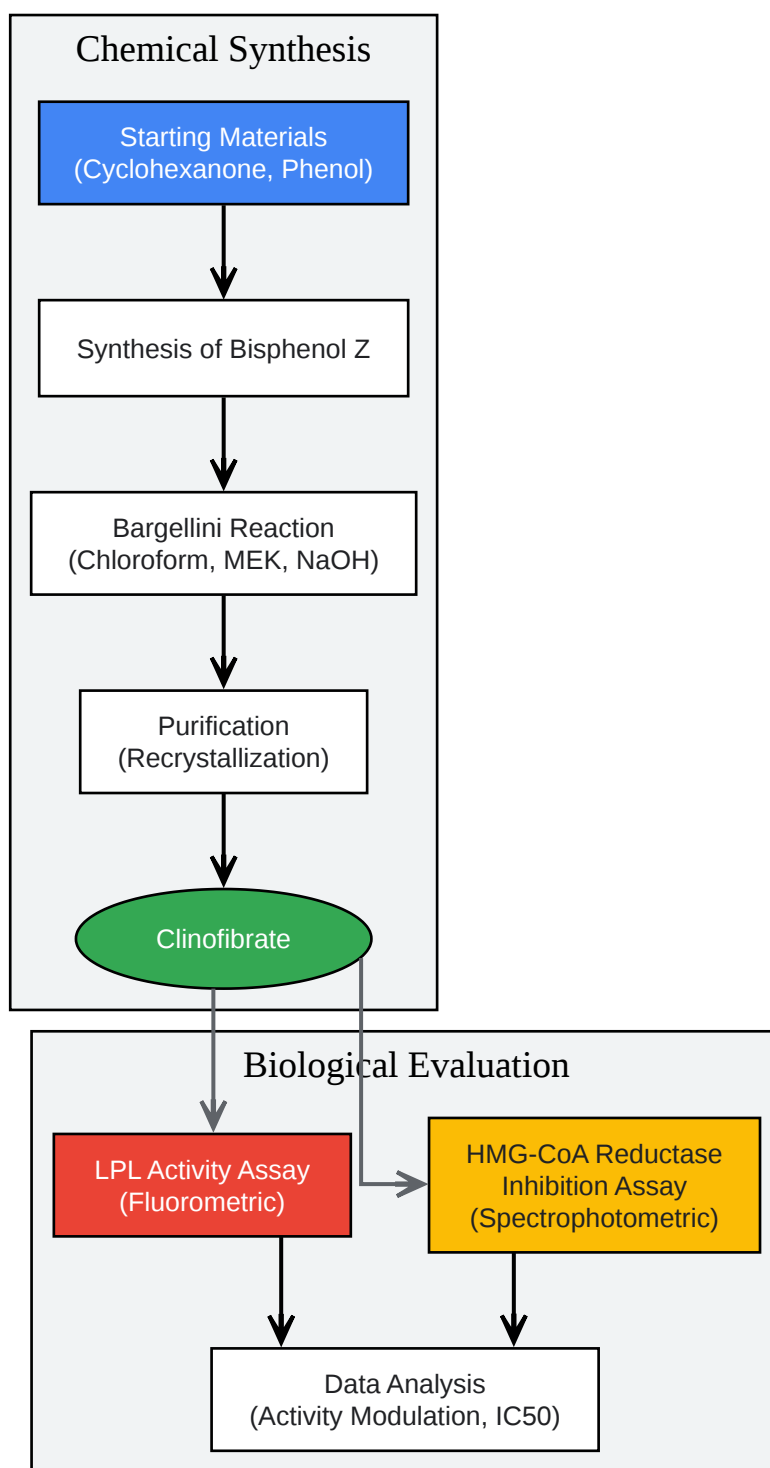 Chemical Synthesis
Starting Materials
(Cyclohexanone, Phenol)
Synthesis of Bisphenol Z
Bargellini Reaction
(Chloroform, MEK, NaOH)
Purification
(Recrystallization)
Clinofibrate
Biological Evaluation
LPL Activity Assay
(Fluorometric)
HMG-CoA Reductase
Inhibition Assay
(Spectrophotometric)
Data Analysis
(Activity Modulation, IC50)